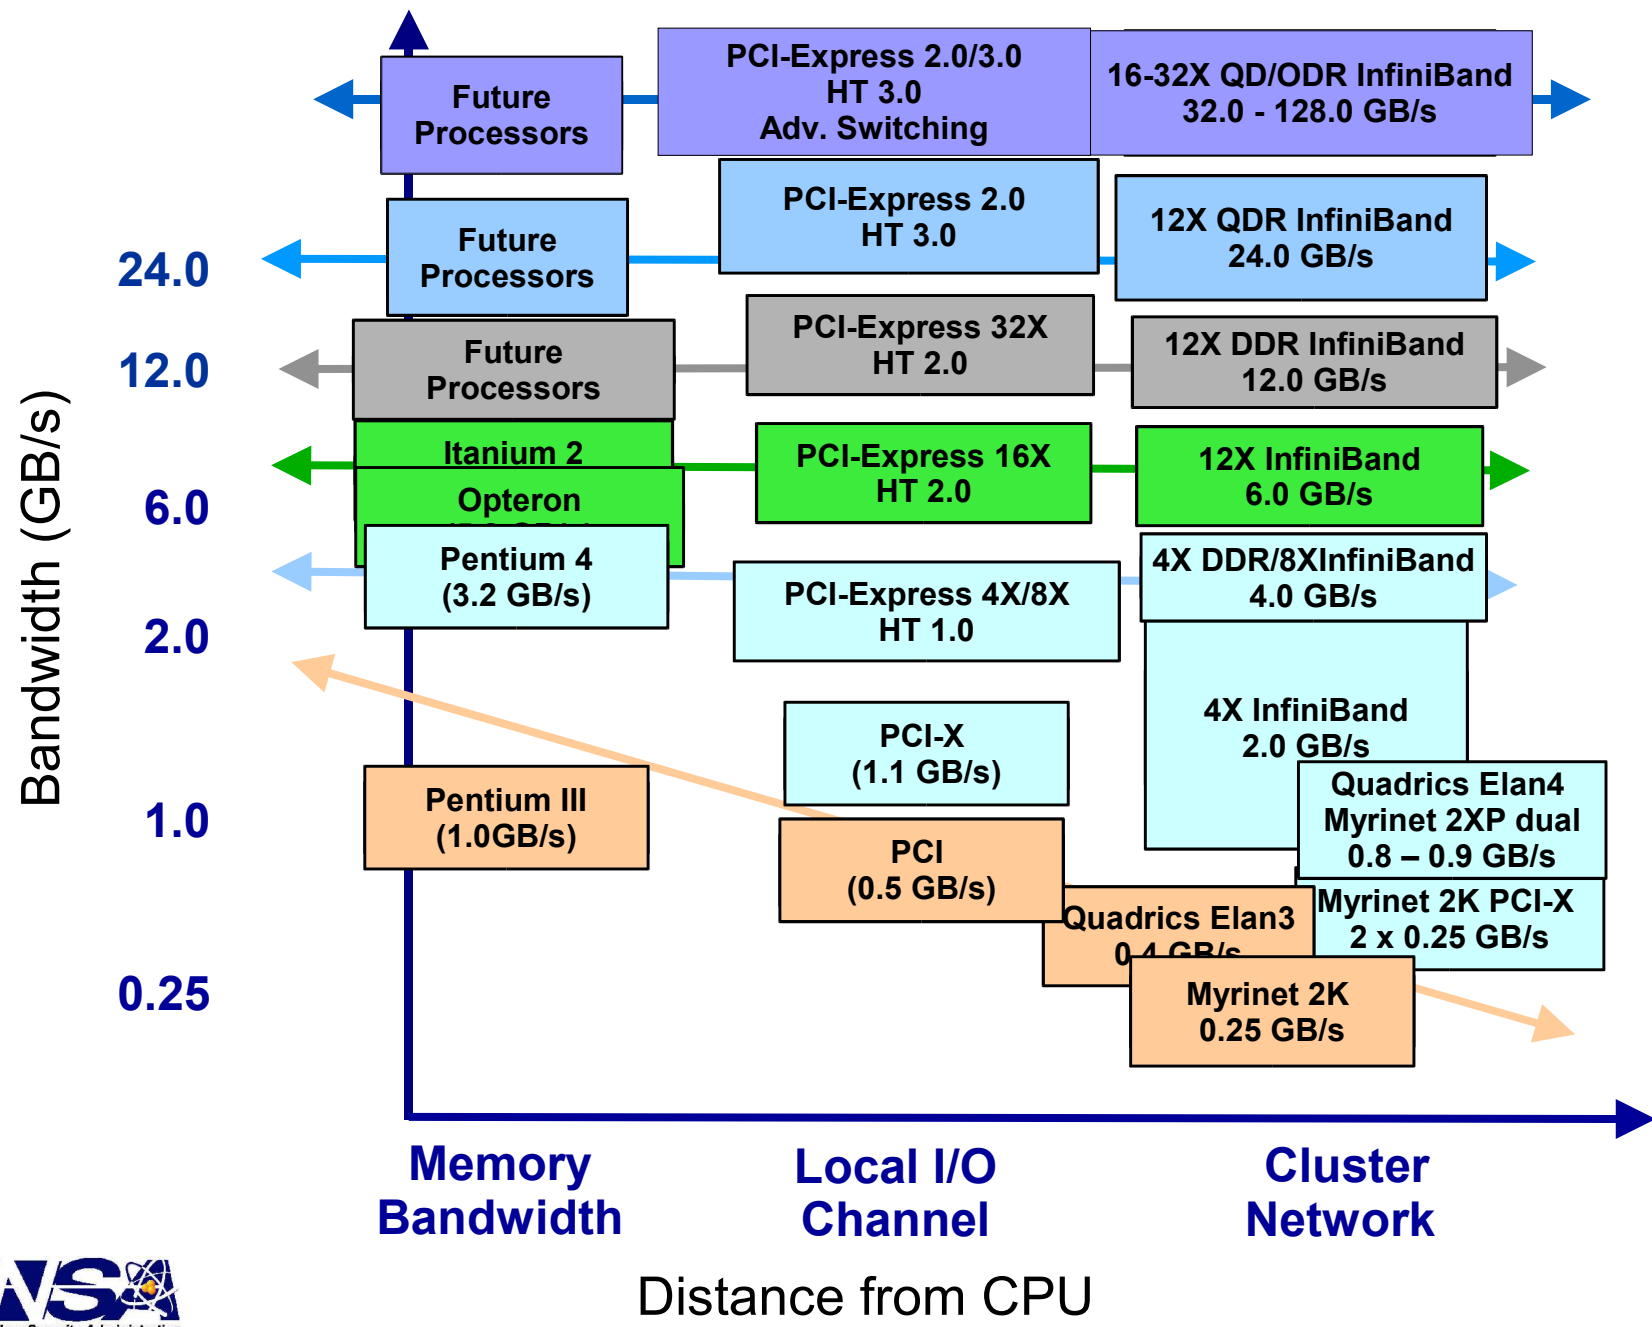 Future
Processors
PCI-Express 2.0/3.0
HT 3.0
Adv. Switching
16-32X QD/ODR InfiniBand
32.0 - 128.0 GB/s
24.0
Future
Processors
PCI-Express 2.0
HT 3.0
12X QDR InfiniBand
24.0 GB/s
12.0
Future
Processors
PCI-Express 32X
HT 2.0
12X DDR InfiniBand
12.0 GB/s
6.0
Itanium 2
Opteron
PCI-Express 16X
HT 2.0
12X InfiniBand
6.0 GB/s
2.0
Pentium 4
(3.2 GB/s)
PCI-Express 4X/8X
HT 1.0
4X DDR/8XInfiniBand
4.0 GB/s
PCI-X
(1.1 GB/s)
4X InfiniBand
2.0 GB/s
1.0
Pentium III
(1.0GB/s)
PCI
(0.5 GB/s)
Quadrics Elan4
Myrinet 2XP dual
0.8 – 0.9 GB/s
Quadrics Elan3
0.4 GB/s
Myrinet 2K PCI-X
2 x 0.25 GB/s
0.25
Myrinet 2K
0.25 GB/s
Bandwidth (GB/s)
Memory
Bandwidth
Local I/O
Channel
Cluster
Network
Distance from CPU